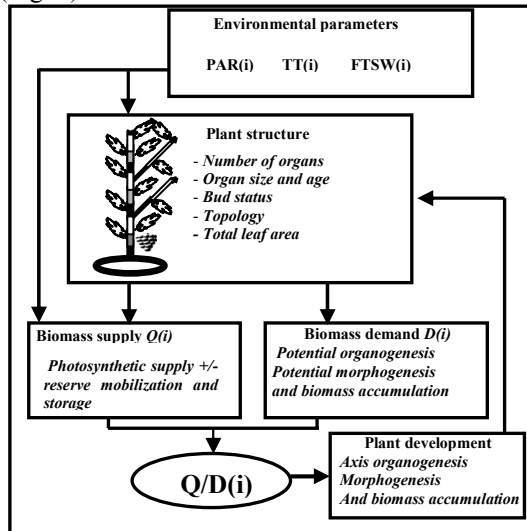 Environmental parameters
PAR(i) TT(i) FTSW(i)
Plant structure
- Number of organs
- Organ size and age
- Bud status
- Topology
- Total leaf area
Biomass supply Q(i)
Photosynthetic supply +/-
reserve mobilization and
storage
Biomass demand D(i)
Potential organogenesis
Potential morphogenesis
and biomass accumulation
Q/D(i)
Plant development
Axis organogenesis
Morphogenesis
And biomass accumulation